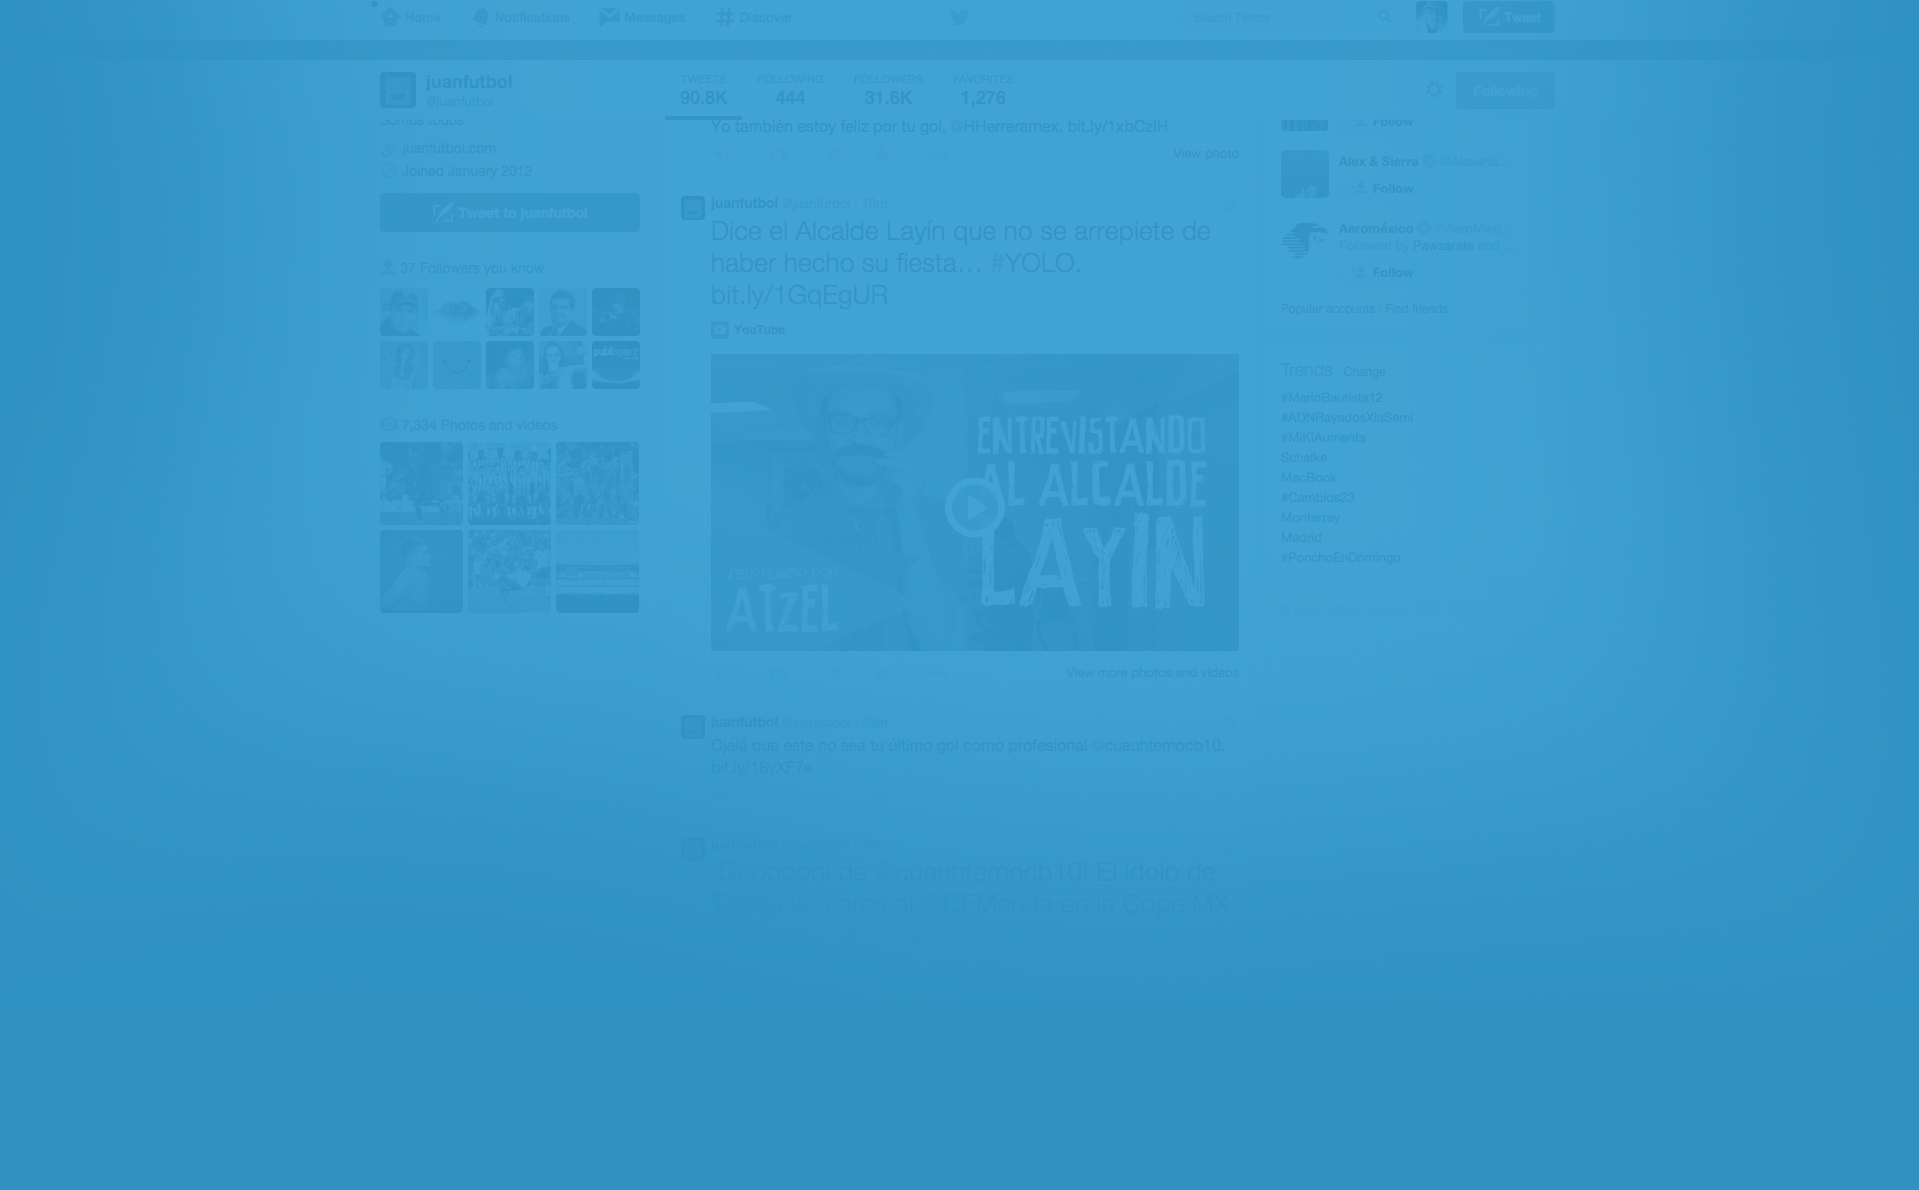 Home Notifications Messages Discover
Search Twitter
Tweet
juanfutbol
@juanfutbol
TWEETS FOLLOWING FOLLOWERS FAVORITES
90.8K 444 31.6K 1,276
Following
Somos todos.
juanfutbol.com
Joined January 2012
Tweet to juanfutbol
37 Followers you know
7,334 Photos and videos
Yo también estoy feliz por tu gol, @HHerreramex. bit.ly/1xbCzlH
View photo
juanfutbol @juanfutbol · 19m
Dice el Alcalde Layín que no se arrepiete de
haber hecho su fiesta… #YOLO.
bit.ly/1GqEgUR
YouTube
ENTREVISTANDO
AL ALCALDE
LAYÍN
PELOTEANDO CON
ATZEL
View more photos and videos
juanfutbol @juanfutbol
Ojalá que este no sea tu último gol como profesional @cuauhtemocb10.
bit.ly/18yXF7e
juanfutbol
de @cuauhtemocb10! El ídolo de
le marca al @CFMerida en la Copa MX
Follow
Alex & Sierra
Follow
Aeroméxico
Followed by Pawzarate and ...
Follow
Popular accounts · Find friends
Trends · Change
#MarioBautista12
#ADNRayadosXlaSemi
#MiKiAumenta
Schalke
MacBook
#Cambios23
Monterrey
Madrid
#PonchoEnDomingo